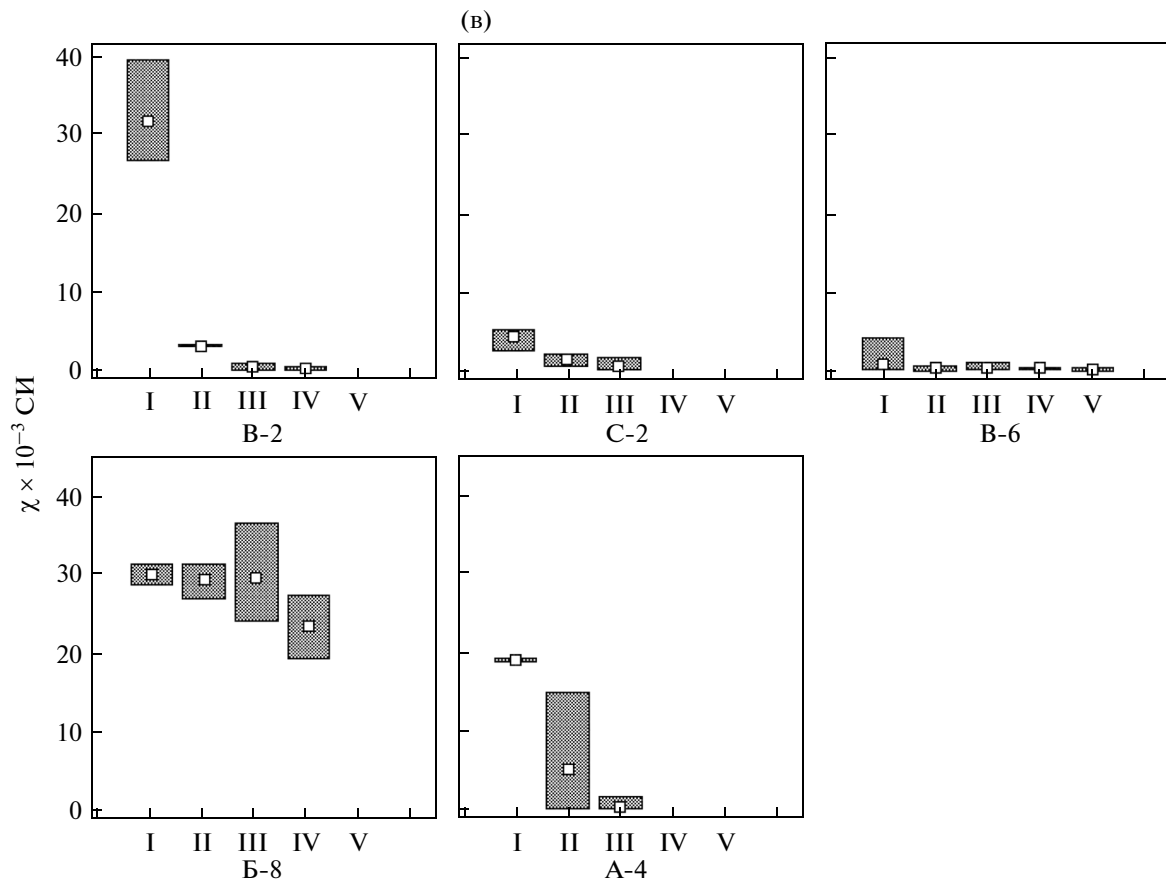 (в)
40
30
20
10
0
I II III IV V
I II III IV V
I II III IV V
В-2
С-2
В-6
χ × 10⁻³ СИ
40
30
20
10
0
I II III IV V
I II III IV V
Б-8
А-4